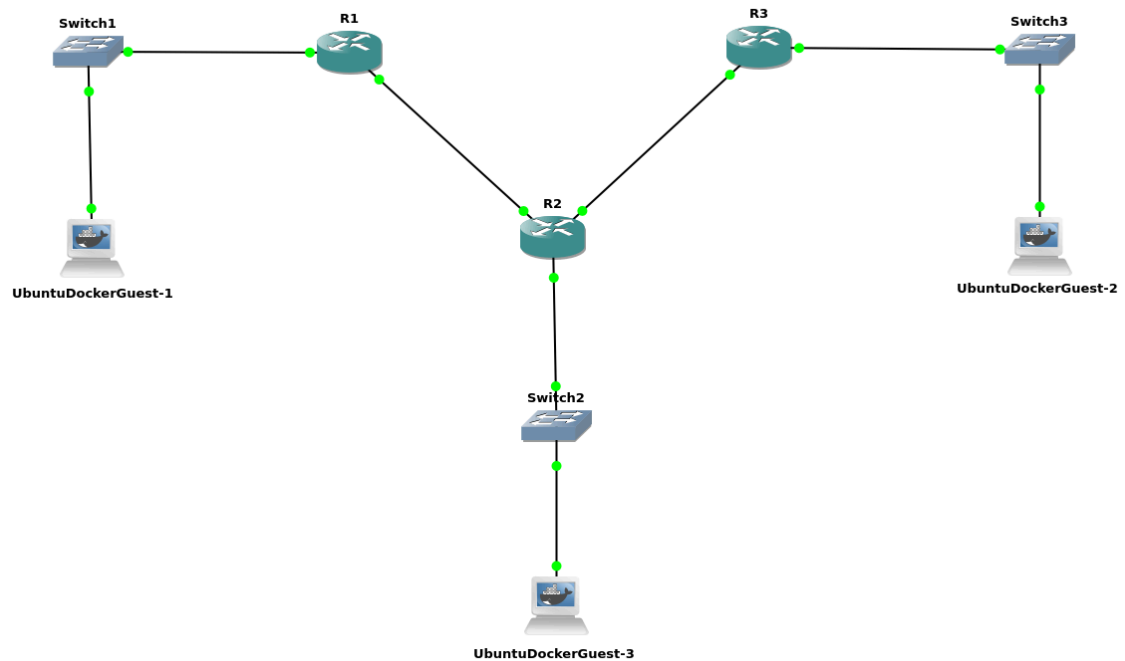 Switch1
R1
R3
Switch3
R2
UbuntuDockerGuest-1
UbuntuDockerGuest-2
Switch2
UbuntuDockerGuest-3